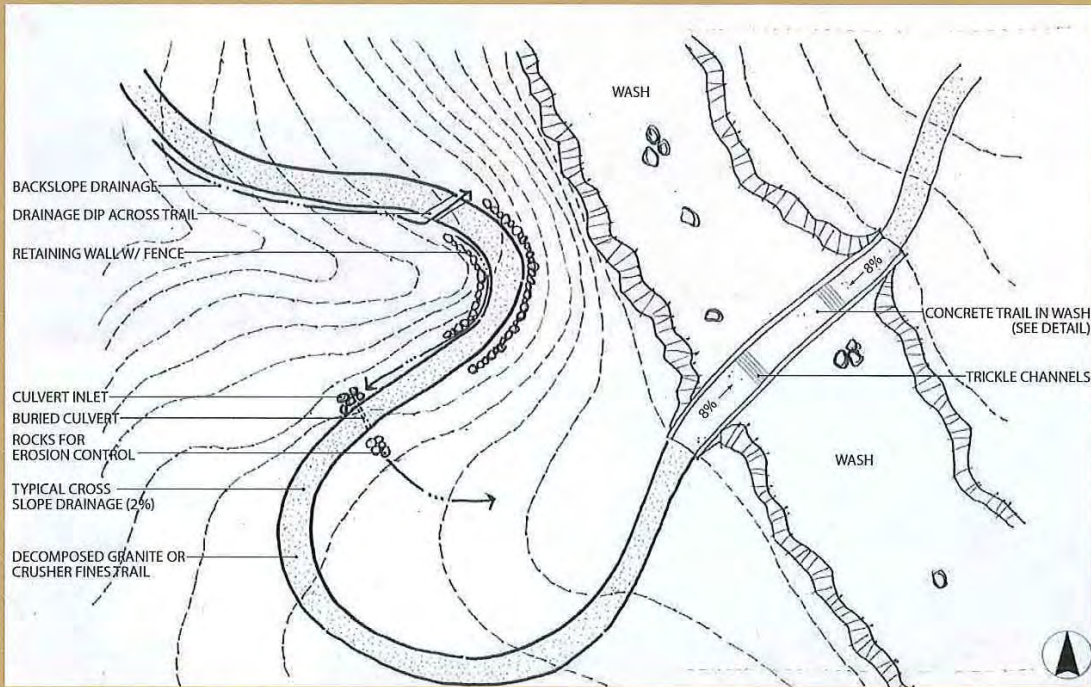 WASH
BACKSLOPE DRAINAGE
DRAINAGE DIP ACROSS TRAIL
RETAINING WALL W/ FENCE
8%
CONCRETE TRAIL IN WASH
(SEE DETAIL)
TRICKLE CHANNELS
CULVERT INLET
BURIED CULVERT
8%
ROCKS FOR
EROSION CONTROL
WASH
TYPICAL CROSS
SLOPE DRAINAGE (2%)
DECOMPOSED GRANITE OR
CRUSHER FINES TRAIL